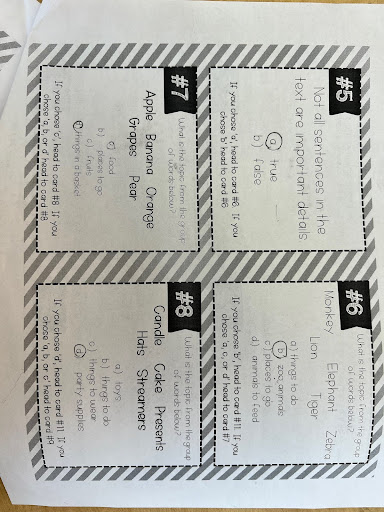 #5
Not all sentences in the
text are important details.
a) true
b) false
If you chose 'a', head to card #6. If you
chose 'b' head to card #6
#6
What is the topic from the group
of words below?
Monkey Elephant Zebra
Lion Tiger
a) things to do
b) zoo animals
c) places to go
d) animals to feed
If you chose 'b', head to card #11. If you
chose 'a, c, or d' head to card #7
#7
What is the topic from the group
of words below?
Apple Banana Orange
Grapes Pear
a) food
b) places to go
c) fruits
d) things in a basket
If you chose 'c', head to card #8. If you
chose 'a, b, or d' head to card #8
#8
What is the topic from the group
of words below?
Candle Cake Presents
Hats Streamers
a) toys
b) things to do
c) things to wear
d) party supplies
If you chose 'd', head to card #11. If you
chose 'a, b, or c' head to card #9